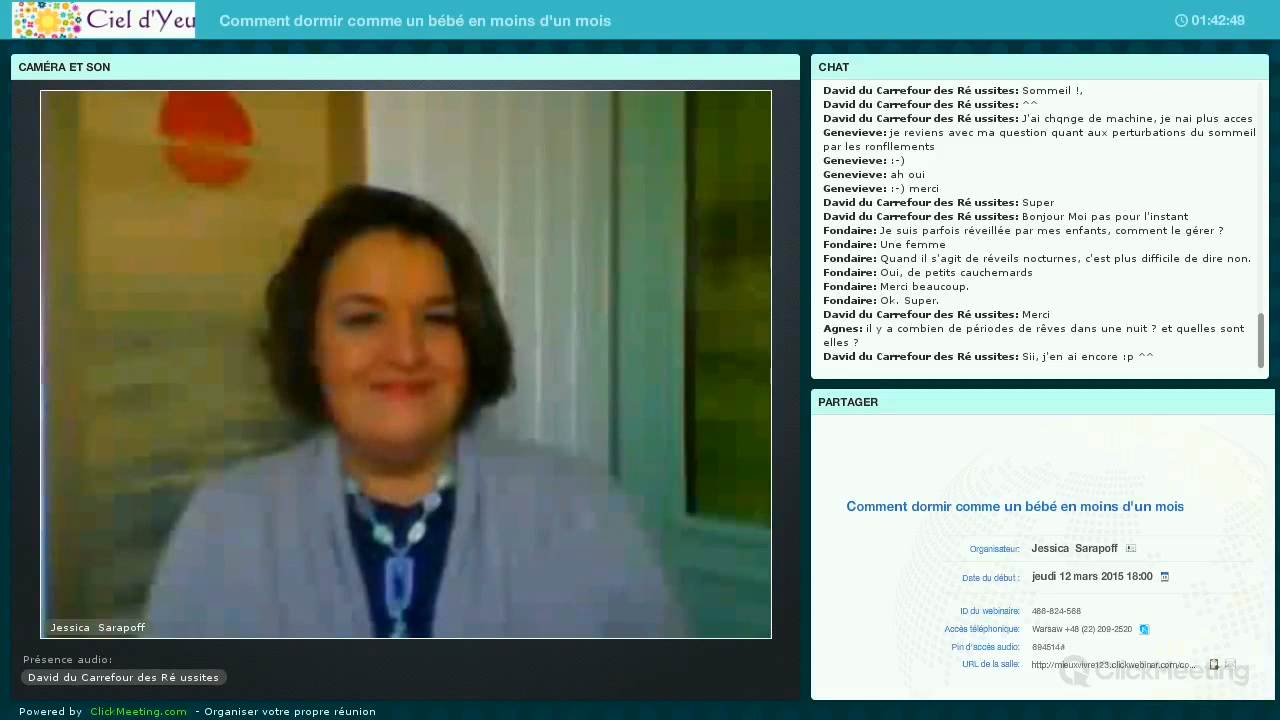 Ciel d'Yeu
Comment dormir comme un bébé en moins d'un mois
01:42:49
CAMÉRA ET SON
Jessica Sarapoff
Présence audio:
David du Carrefour des Ré ussites
Powered by ClickMeeting.com - Organiser votre propre réunion
CHAT
David du Carrefour des Ré ussites: Sommeil !,
David du Carrefour des Ré ussites: ^^
David du Carrefour des Ré ussites: J'ai chqnge de machine, je nai plus acces
Genevieve: je reviens avec ma question quant aux perturbations du sommeil
par les ronfllements
Genevieve: :-)
Genevieve: ah oui
Genevieve: :-) merci
David du Carrefour des Ré ussites: Super
David du Carrefour des Ré ussites: Bonjour Moi pas pour l'instant
Fondaire: Je suis parfois réveillée par mes enfants, comment le gérer ?
Fondaire: Une femme
Fondaire: Quand il s'agit de réveils nocturnes, c'est plus difficile de dire non.
Fondaire: Oui, de petits cauchemards
Fondaire: Merci beaucoup.
Fondaire: Ok. Super.
David du Carrefour des Ré ussites: Merci
Agnes: il y a combien de périodes de rêves dans une nuit ? et quelles sont
elles ?
David du Carrefour des Ré ussites: Sii, j'en ai encore :p ^^
PARTAGER
Comment dormir comme un bébé en moins d'un mois
Organisateur: Jessica Sarapoff
Date du début : jeudi 12 mars 2015 18:00
ID du webinaire: 466-824-568
Accès téléphonique: Warsaw +48 (22) 209-2520
Pin d'accès audio: 694514#
URL de la salle: http://mieuxvivre123.clickwebinar.com/co...
ClickMeeting